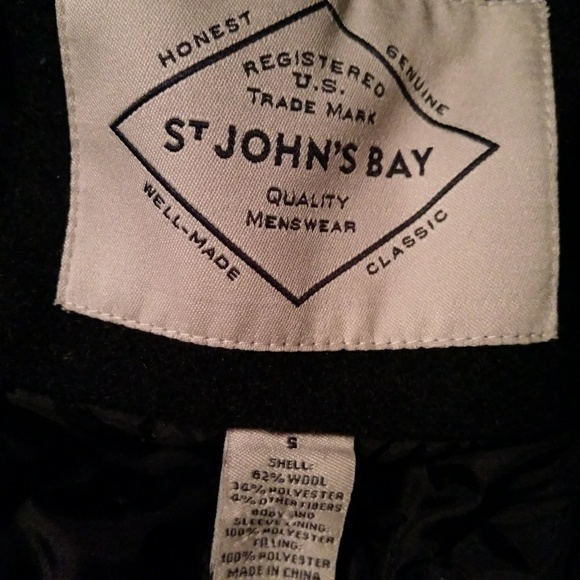 HONEST
GENUINE
REGISTERED
U.S.
TRADE MARK
ST JOHN'S BAY
QUALITY
MENSWEAR
WELL-MADE
CLASSIC
S
SHELL:
62% WOOL
34% POLYESTER
4% OTHER FIBERS
BODY AND
SLEEVE LINING:
100% POLYESTER
FILLING:
100% POLYESTER
MADE IN CHINA